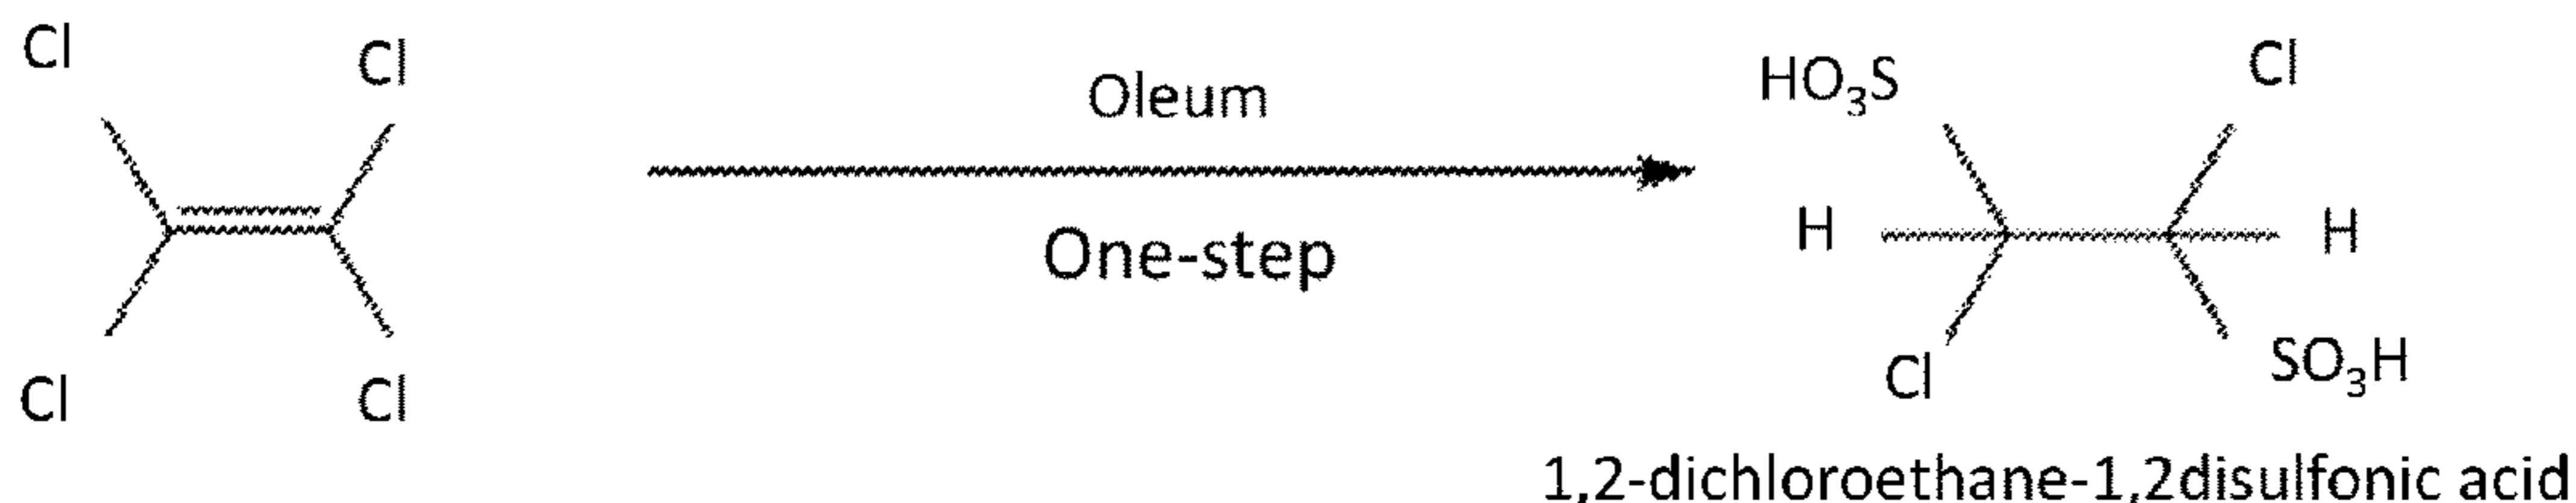 Cl Cl HO₃S Cl
Oleum
H H
One-step
Cl Cl Cl SO₃H
1,2-dichloroethane-1,2disulfonic acid